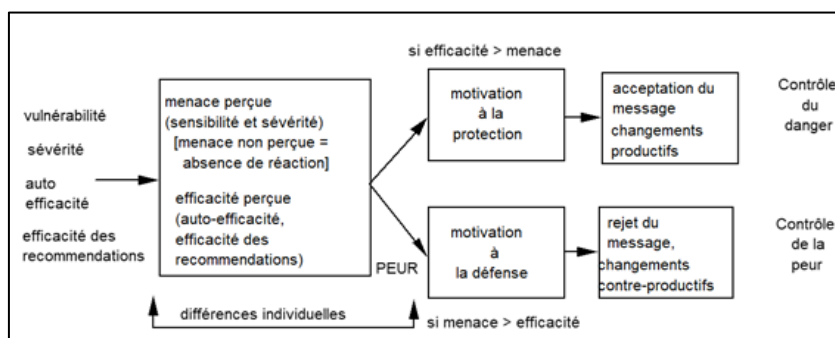 vulnérabilité
sévérité
auto
efficacité
efficacité des
recommendations
menace perçue
(sensibilité et sévérité)
[menace non perçue =
absence de réaction]
efficacité perçue
(auto-efficacité,
efficacité des
recommendations)
PEUR
différences individuelles
si efficacité > menace
motivation
à la
protection
acceptation du
message
changements
productifs
Contrôle
du
danger
motivation
à
la défense
si menace > efficacité
rejet du
message,
changements
contre-productifs
Contrôle
de la
peur